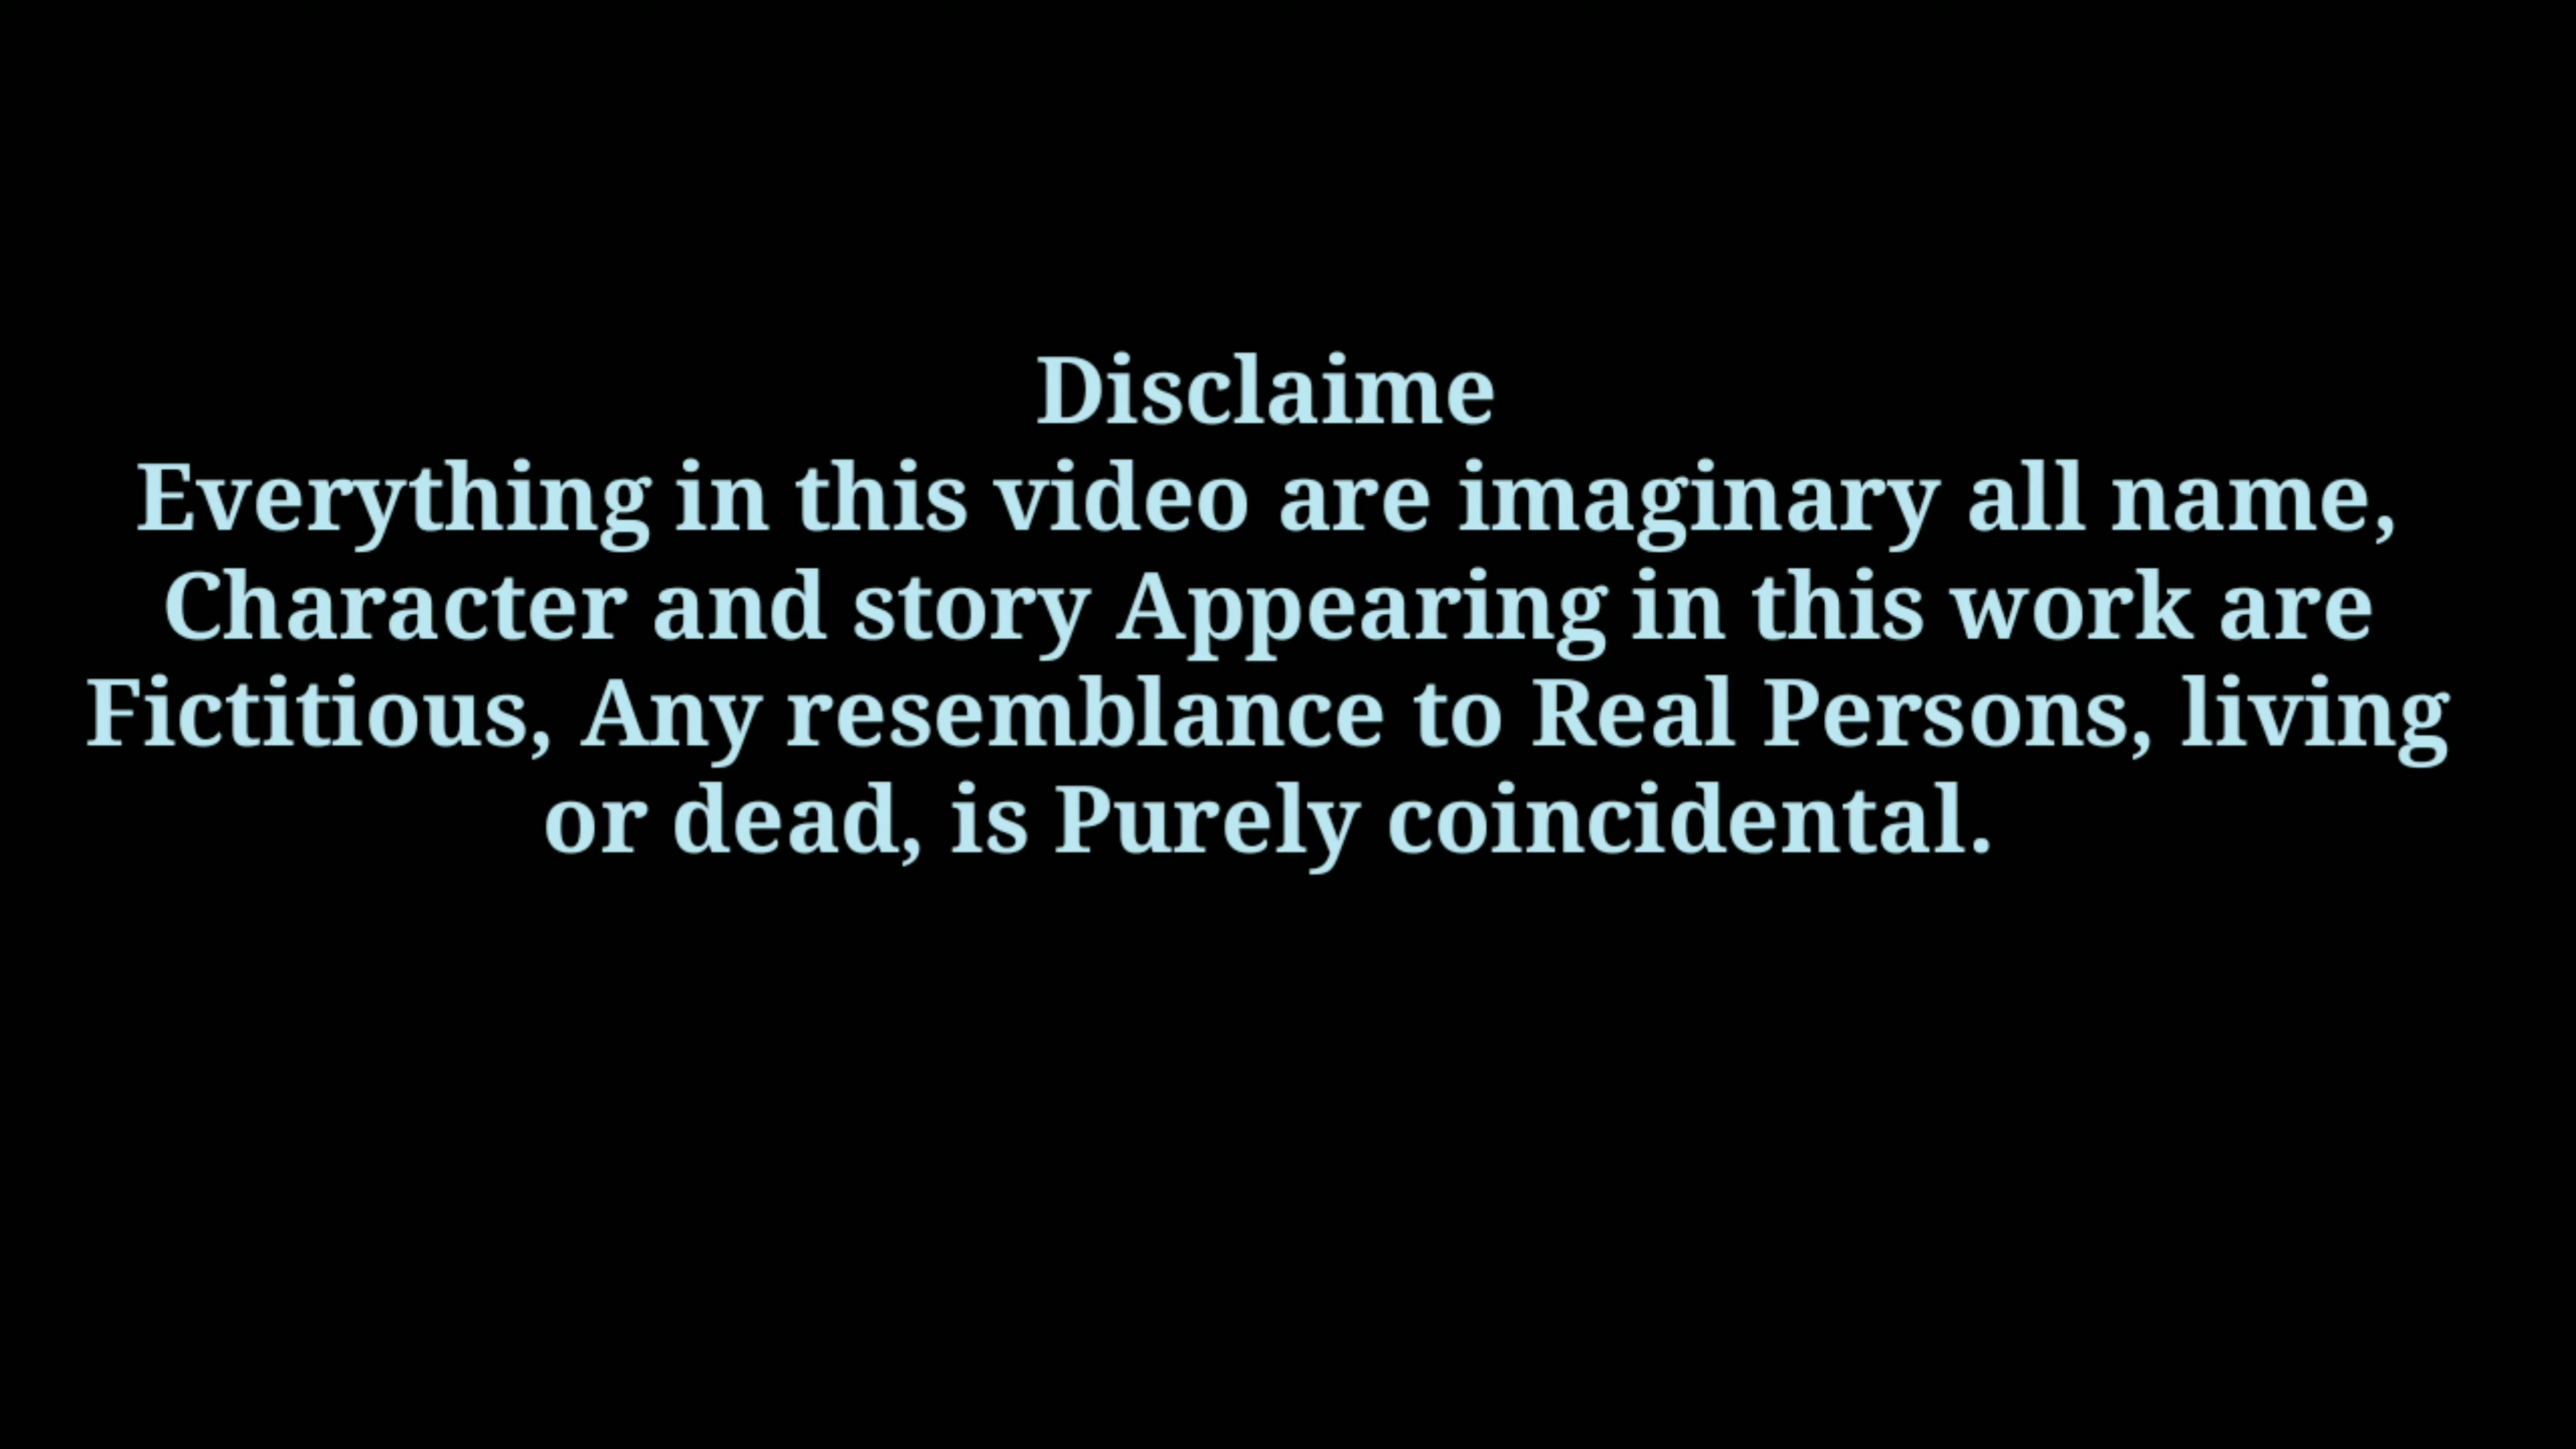 Disclaime
Everything in this video are imaginary all name,
Character and story Appearing in this work are
Fictitious, Any resemblance to Real Persons, living
or dead, is Purely coincidental.